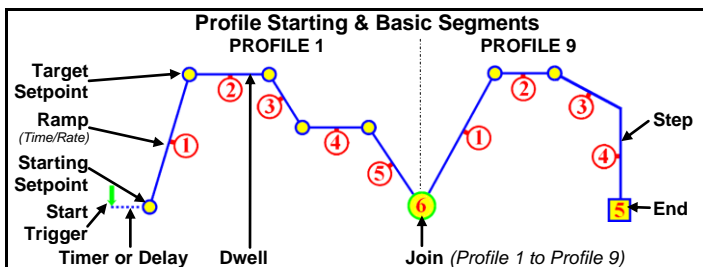 Profile Starting & Basic Segments
PROFILE 1
PROFILE 9
Target
Setpoint
Ramp
(Time/Rate)
Starting
Setpoint
Start
Trigger
Timer or Delay
Dwell
1
2
3
4
5
6
Join (Profile 1 to Profile 9)
1
2
3
4
5
Step
End